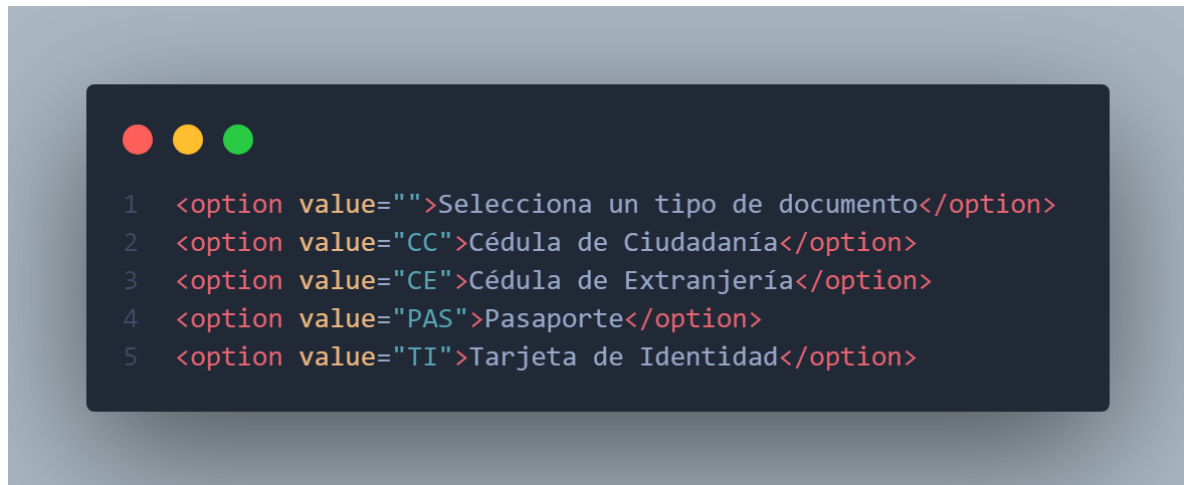 1 <option value="">Selecciona un tipo de documento</option>
2 <option value="CC">Cédula de Ciudadanía</option>
3 <option value="CE">Cédula de Extranjería</option>
4 <option value="PAS">Pasaporte</option>
5 <option value="TI">Tarjeta de Identidad</option>